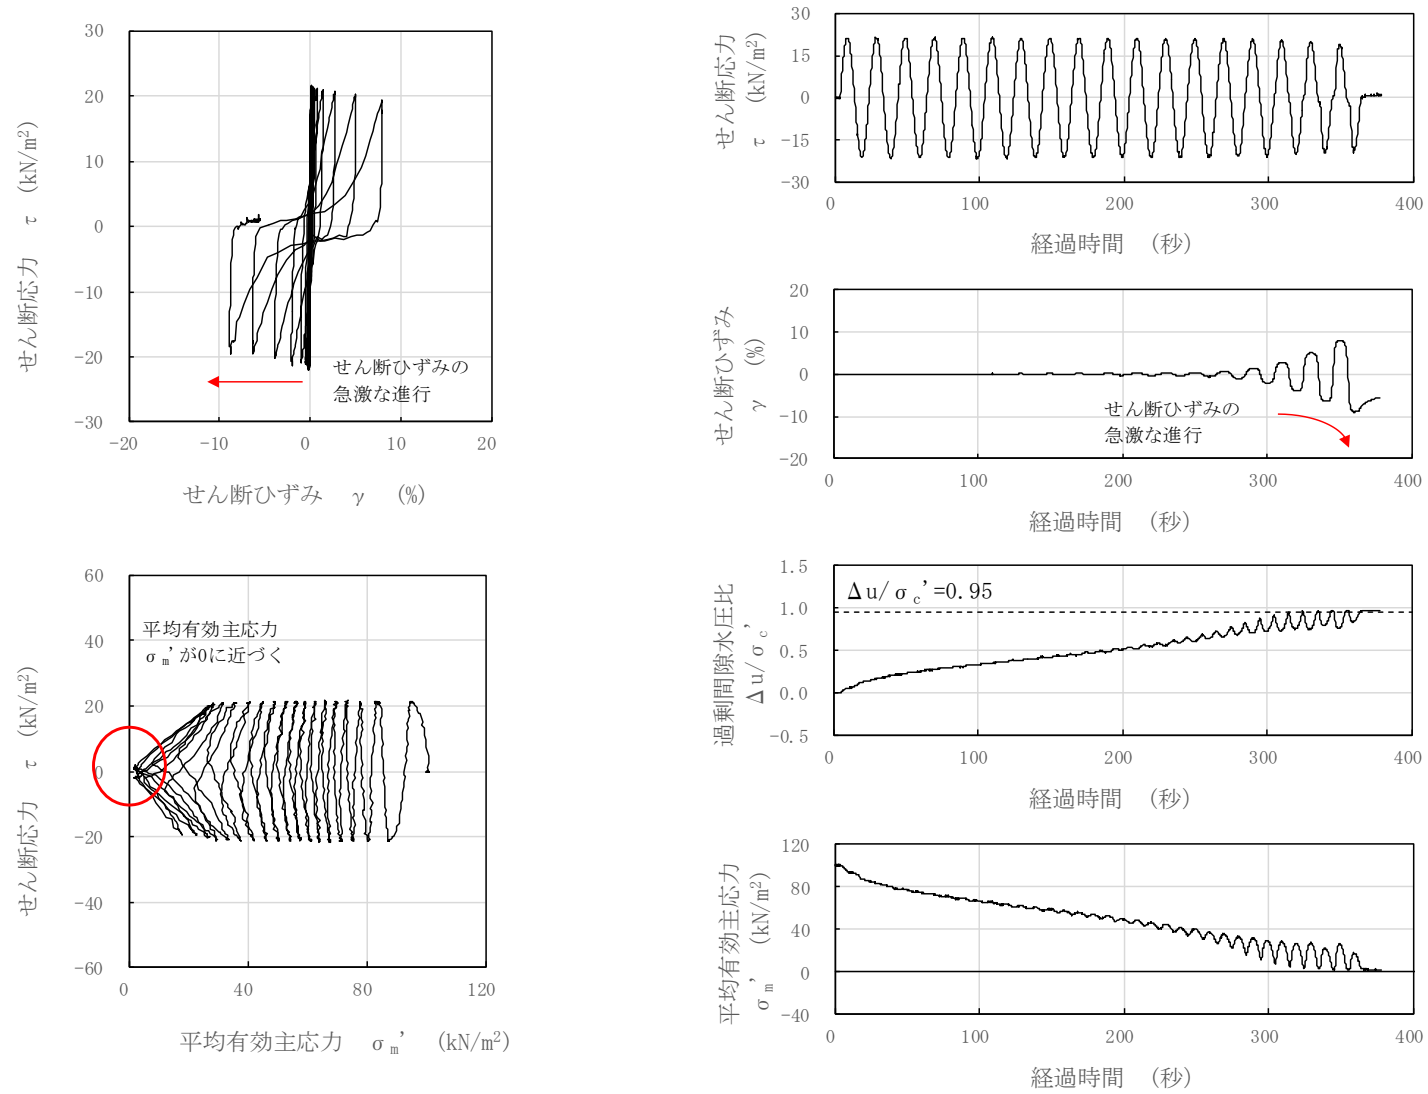 30
20
10
0
-10
-20
-30
-20
-10
0
10
20
せん断応力 τ (kN/m²)
せん断ひずみ γ (%)
せん断ひずみの
急激な進行
30
15
0
-15
-30
0
100
200
300
400
せん断応力
τ (kN/m²)
経過時間 (秒)
20
10
0
-10
-20
0
100
200
300
400
せん断ひずみ
γ (%)
せん断ひずみの
急激な進行
経過時間 (秒)
60
40
20
0
-20
-40
-60
0
40
80
120
せん断応力 τ (kN/m²)
平均有効主応力
σm'が0に近づく
平均有効主応力 σm' (kN/m²)
1.5
1.0
0.5
0.0
-0.5
0
100
200
300
400
過剰間隙水圧比
Δu/σc'
Δu/σc'=0.95
経過時間 (秒)
120
80
40
0
-40
0
100
200
300
400
平均有効主応力
σm' (kN/m²)
経過時間 (秒)